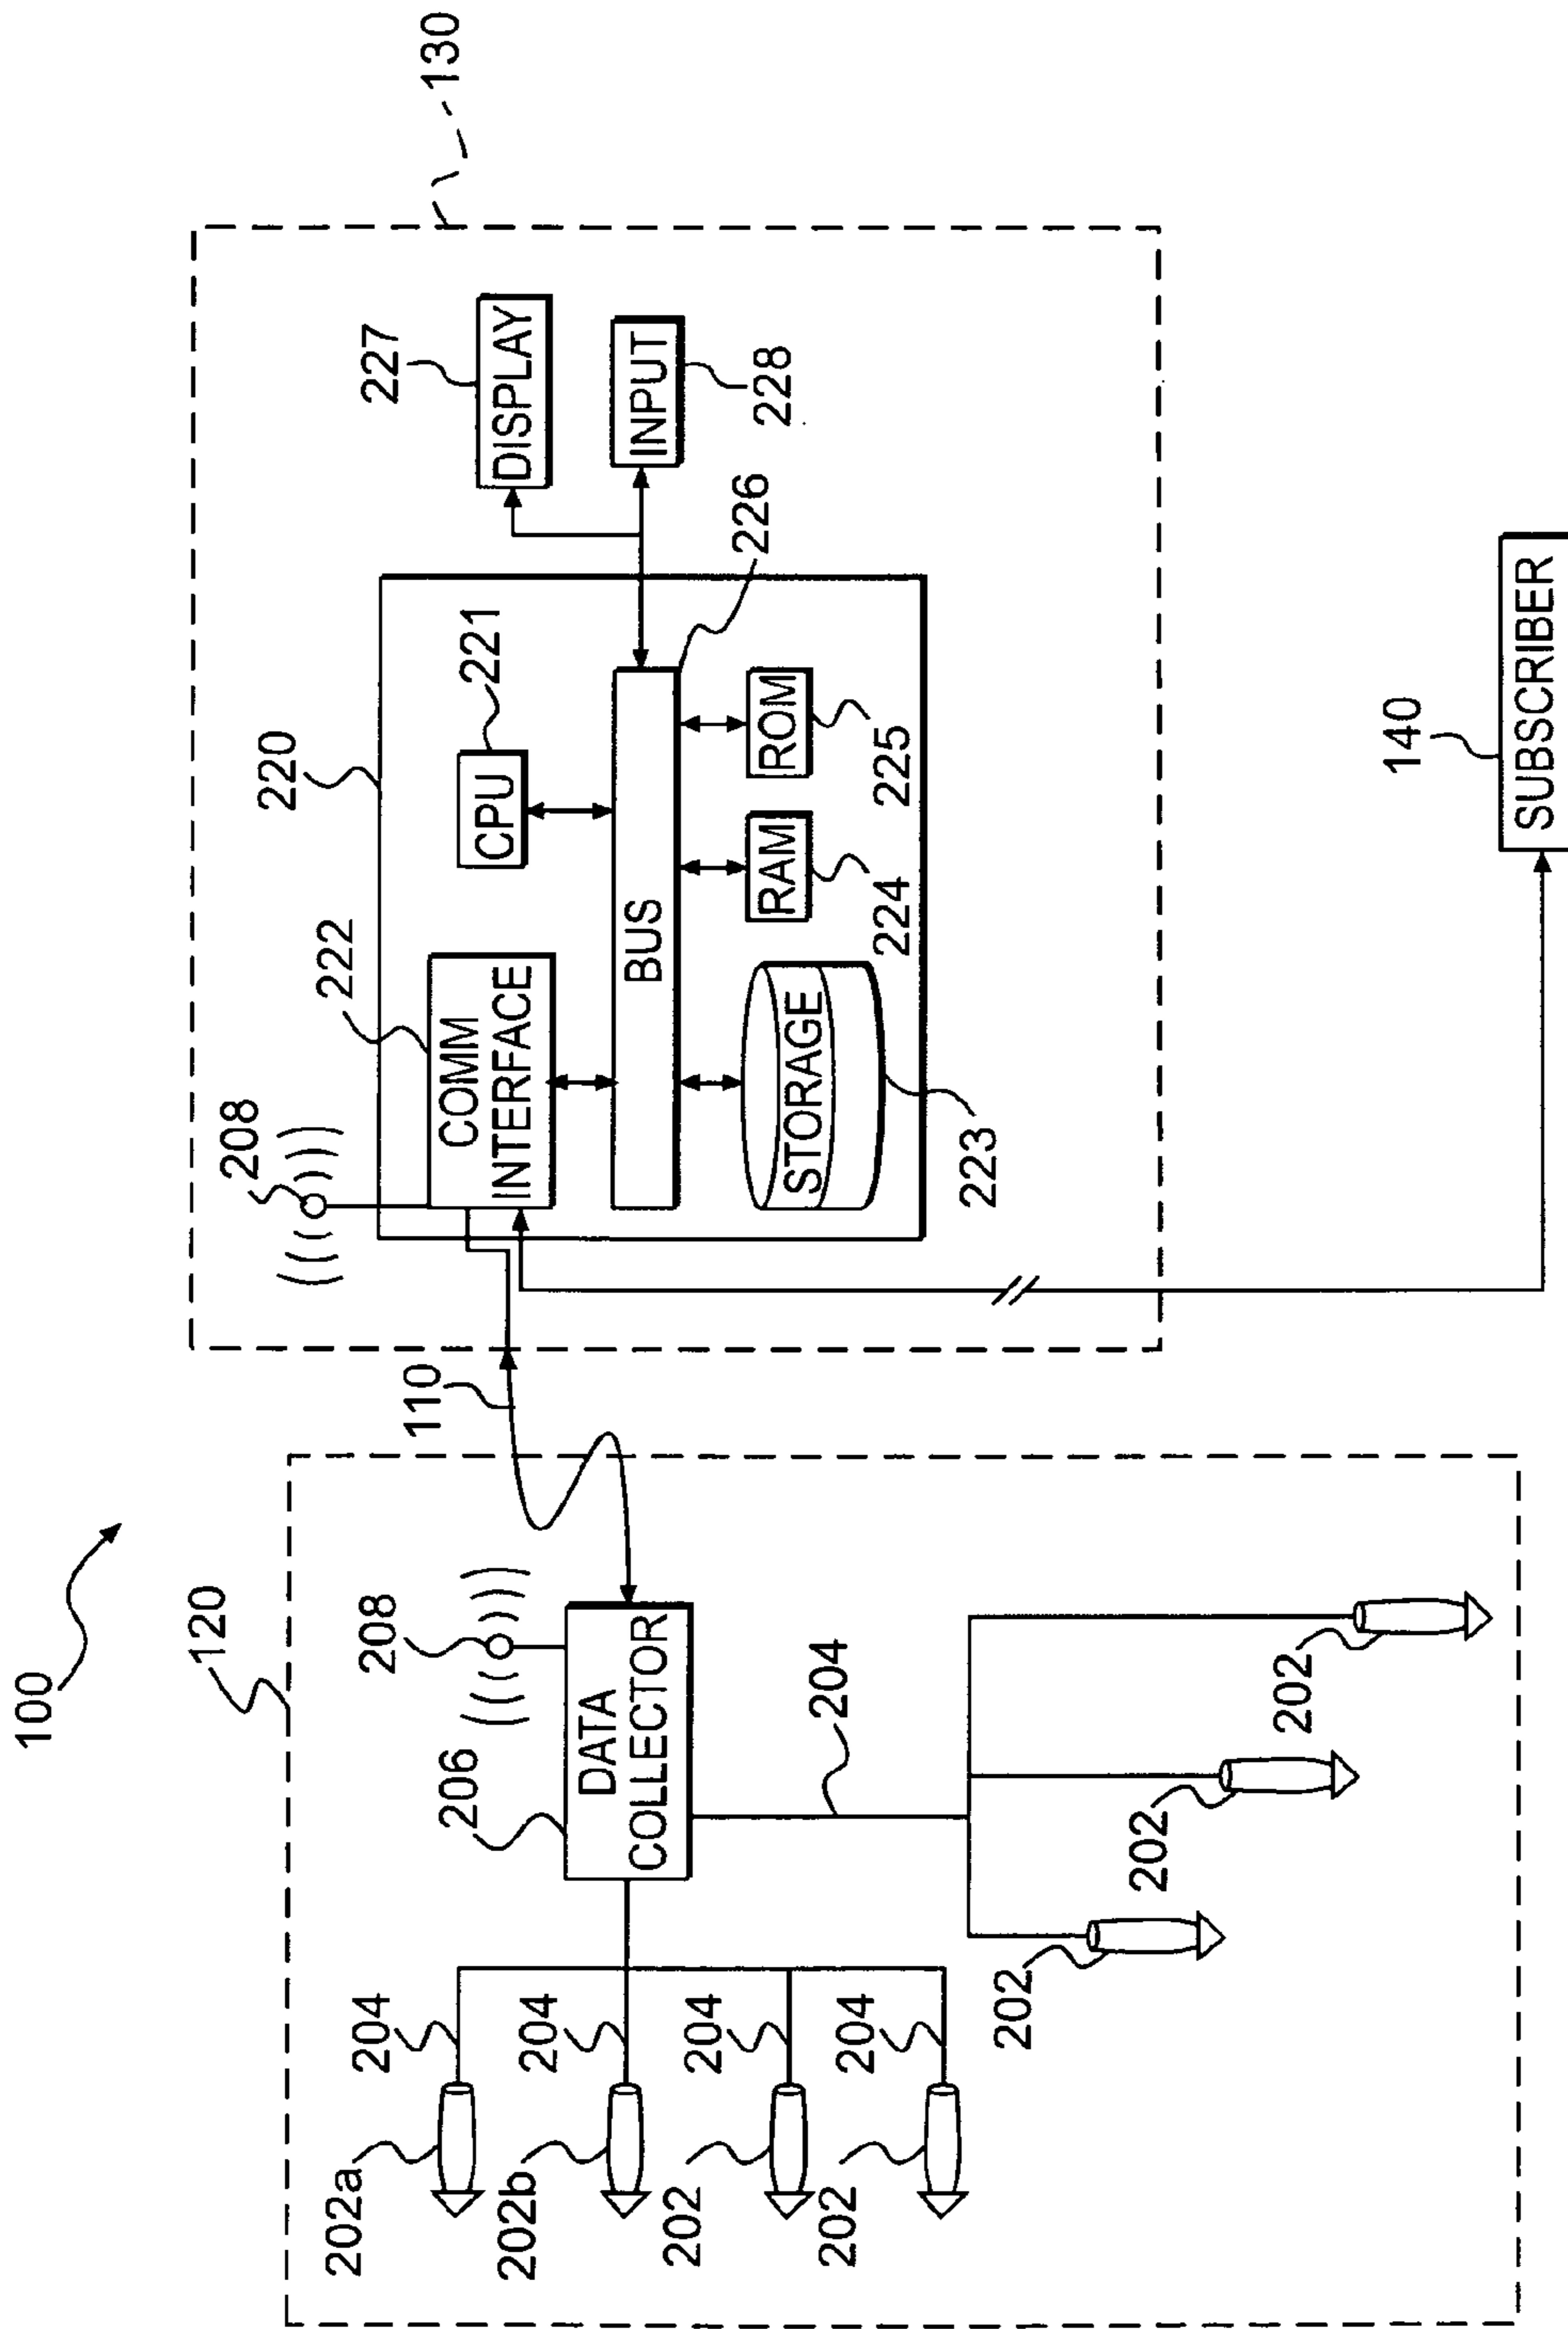 100
120
130
208
222
220
221
227
COMM
INTERFACE
CPU
DISPLAY
BUS
INPUT
228
226
STORAGE
RAM
ROM
223
224
225
110
206
208
DATA
COLLECTOR
204
202a
204
202b
204
202
204
202
204
202
202
202
140
SUBSCRIBER